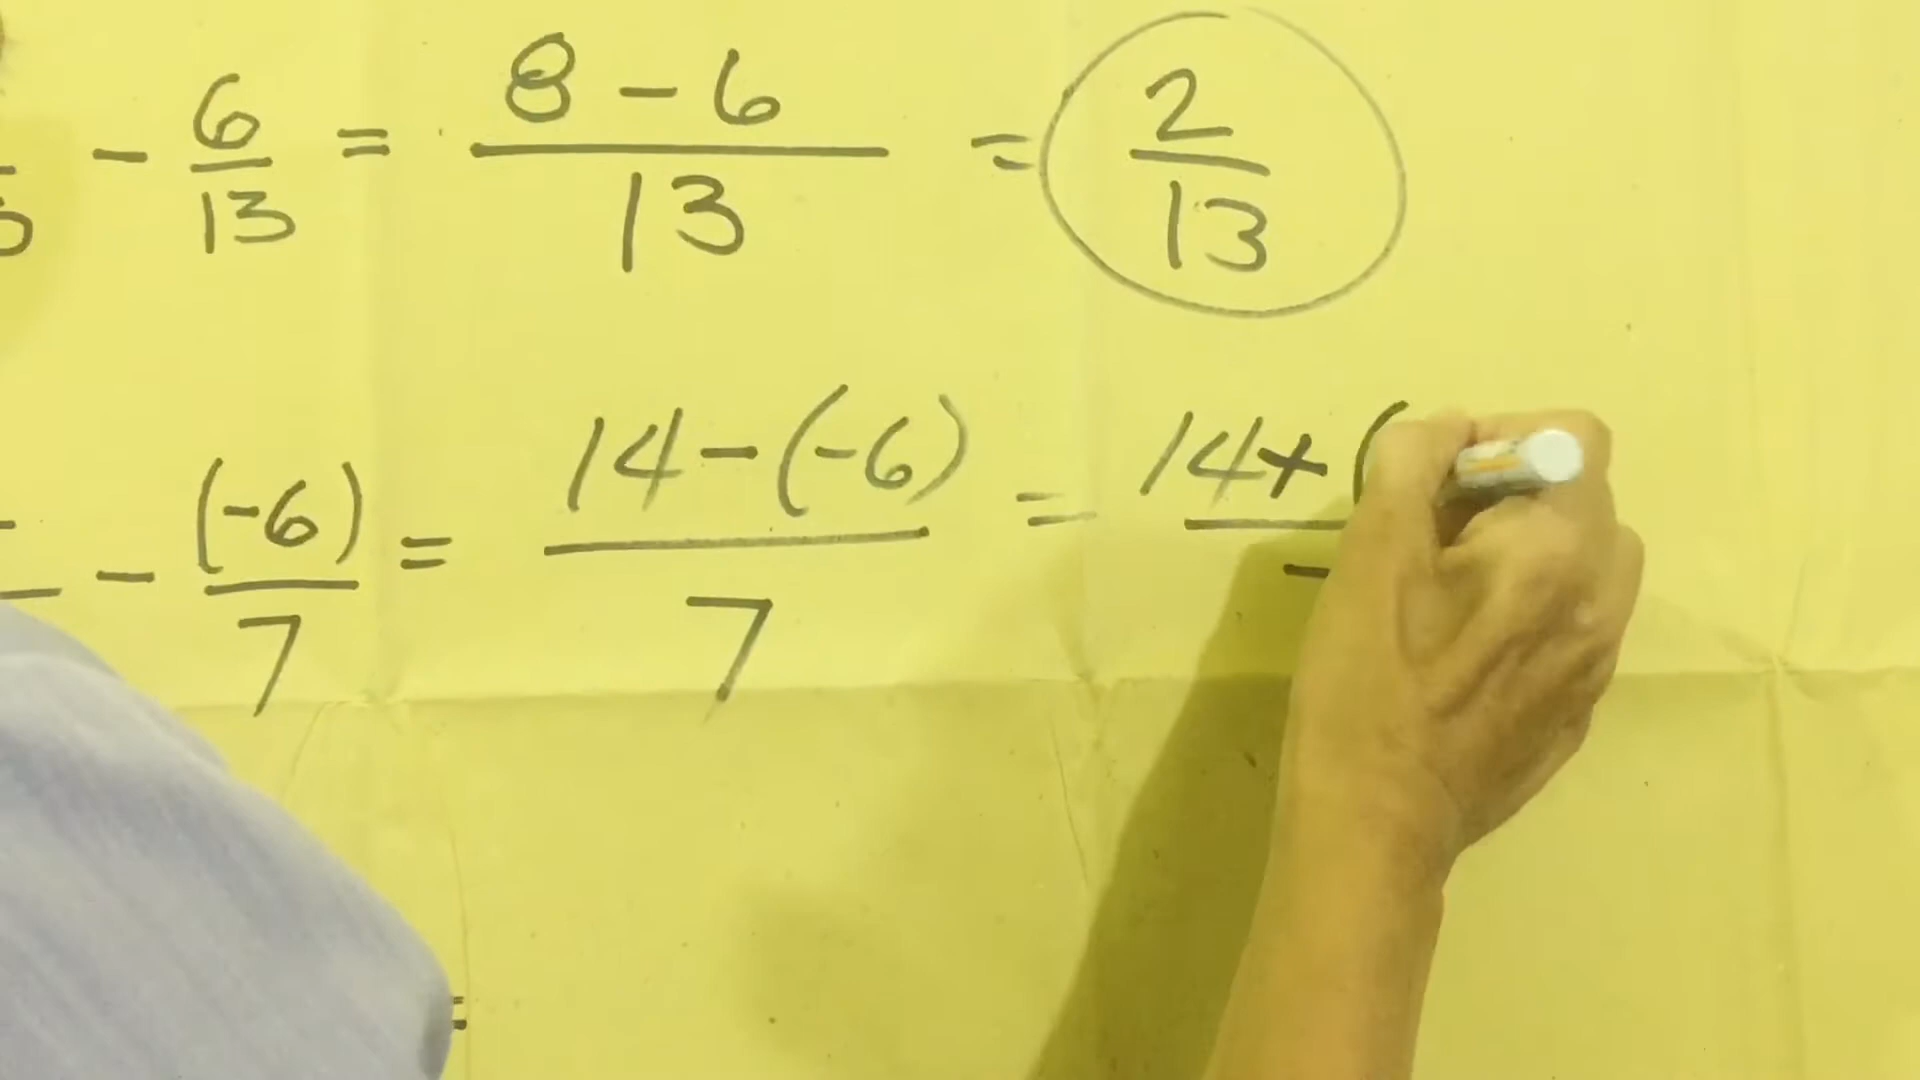 - 6/13 = 8 - 6/13 = 2/13
- (-6)/7 = 14 - (-6)/7 = 14 + (
=